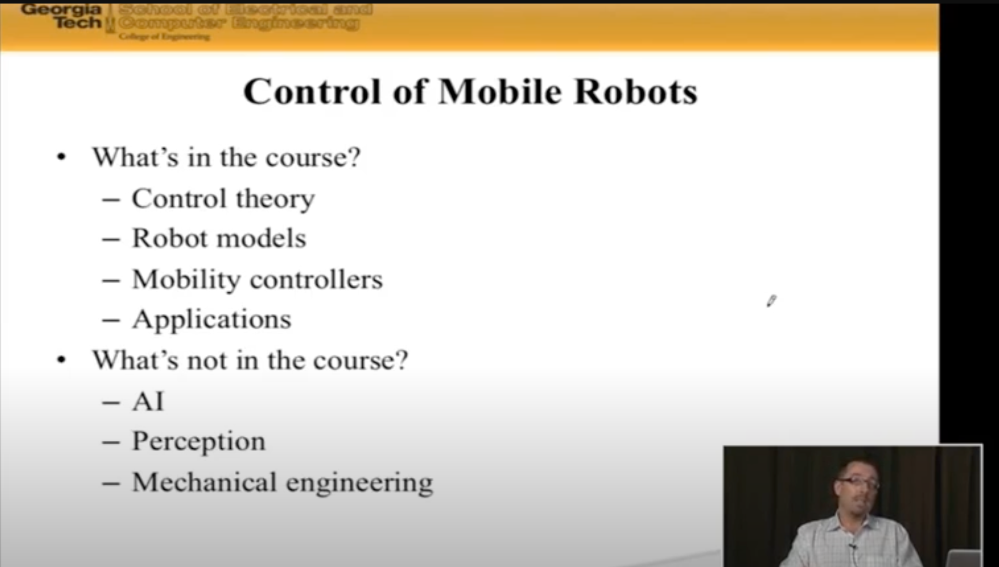 Georgia Tech
School of Electrical and
Computer Engineering
College of Engineering
Control of Mobile Robots
• What’s in the course?
– Control theory
– Robot models
– Mobility controllers
– Applications
• What’s not in the course?
– AI
– Perception
– Mechanical engineering